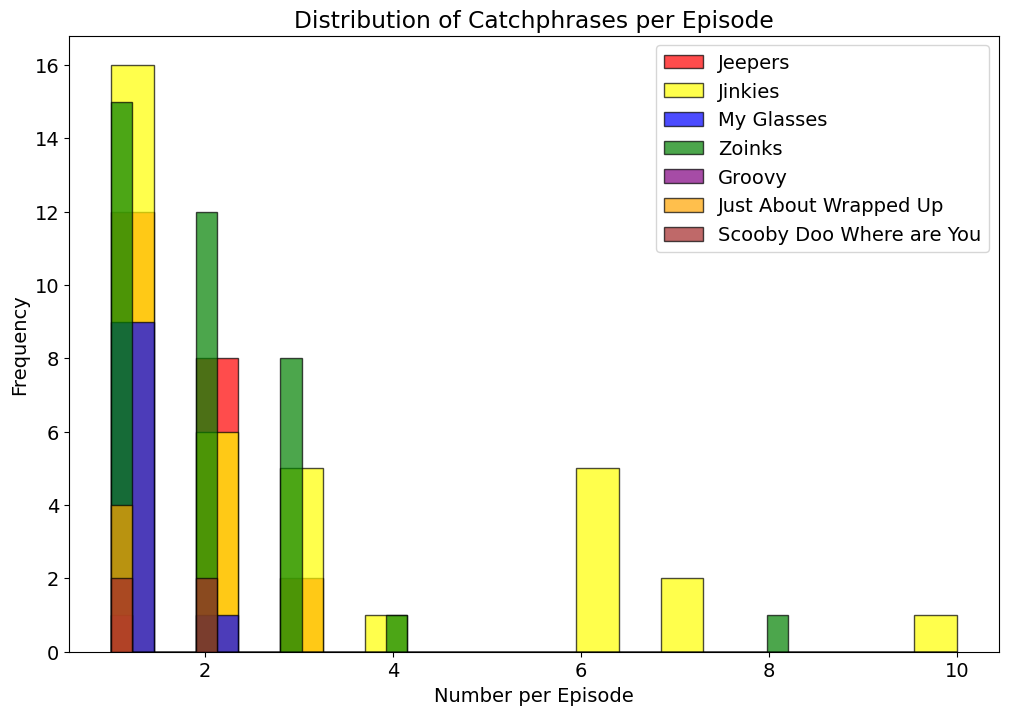 Distribution of Catchphrases per Episode
Jeepers
Jinkies
My Glasses
Zoinks
Groovy
Just About Wrapped Up
Scooby Doo Where are You
16
14
12
10
8
6
4
2
0
Frequency
2 4 6 8 10
Number per Episode